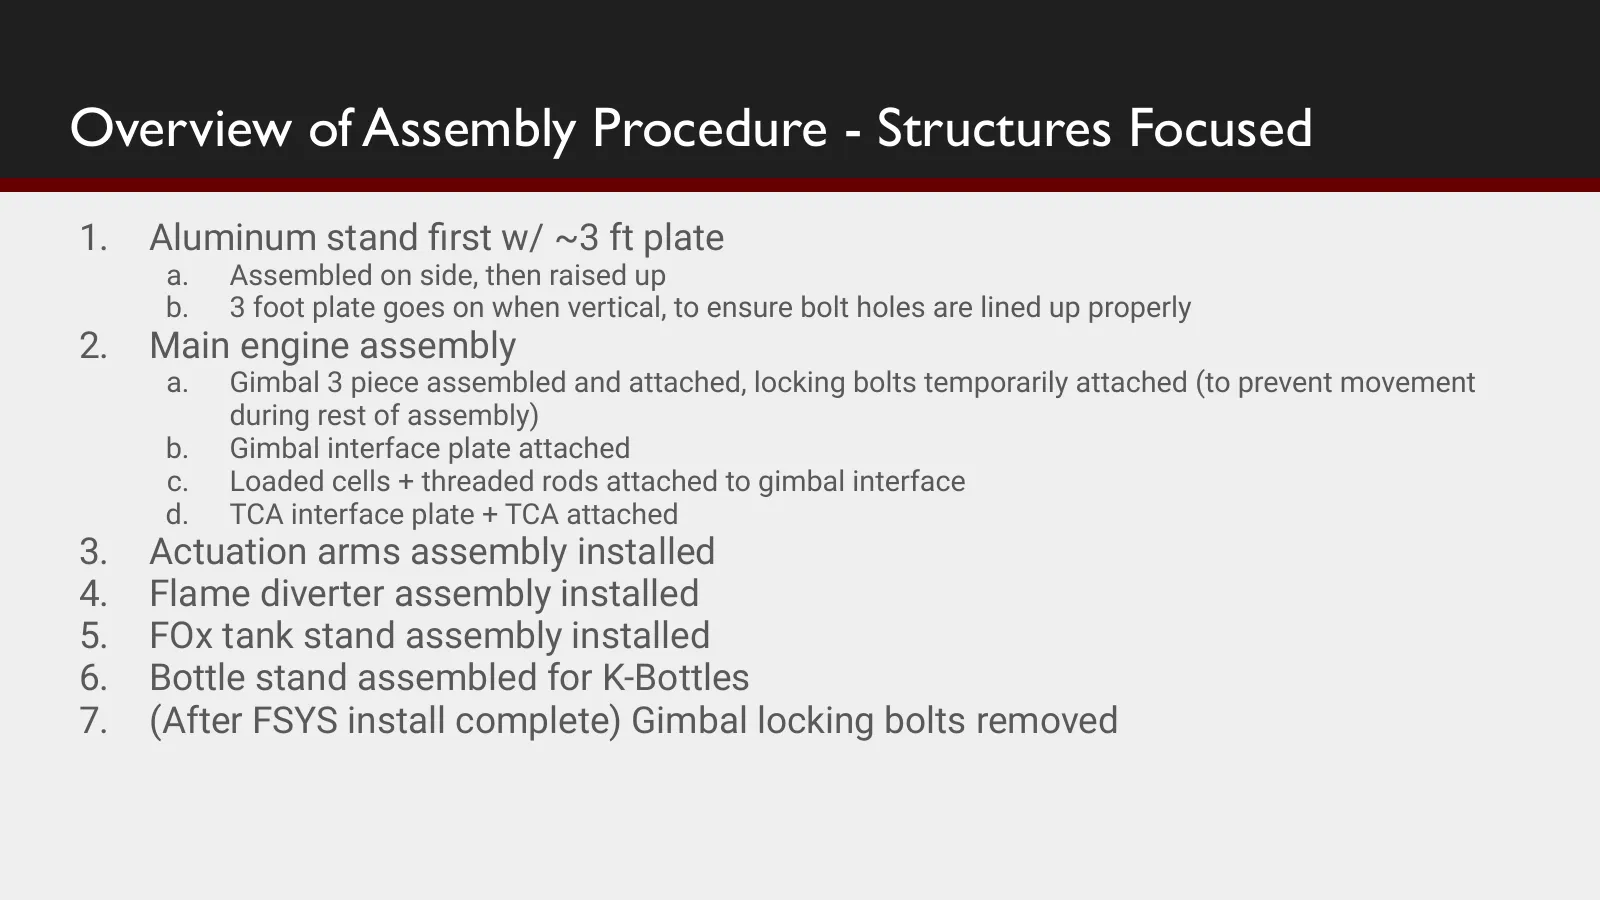 Overview of Assembly Procedure - Structures Focused
1. Aluminum stand first w/ ~3 ft plate
a. Assembled on side, then raised up
b. 3 foot plate goes on when vertical, to ensure bolt holes are lined up properly
2. Main engine assembly
a. Gimbal 3 piece assembled and attached, locking bolts temporarily attached (to prevent movement
during rest of assembly)
b. Gimbal interface plate attached
c. Loaded cells + threaded rods attached to gimbal interface
d. TCA interface plate + TCA attached
3. Actuation arms assembly installed
4. Flame diverter assembly installed
5. FOx tank stand assembly installed
6. Bottle stand assembled for K-Bottles
7. (After FSYS install complete) Gimbal locking bolts removed